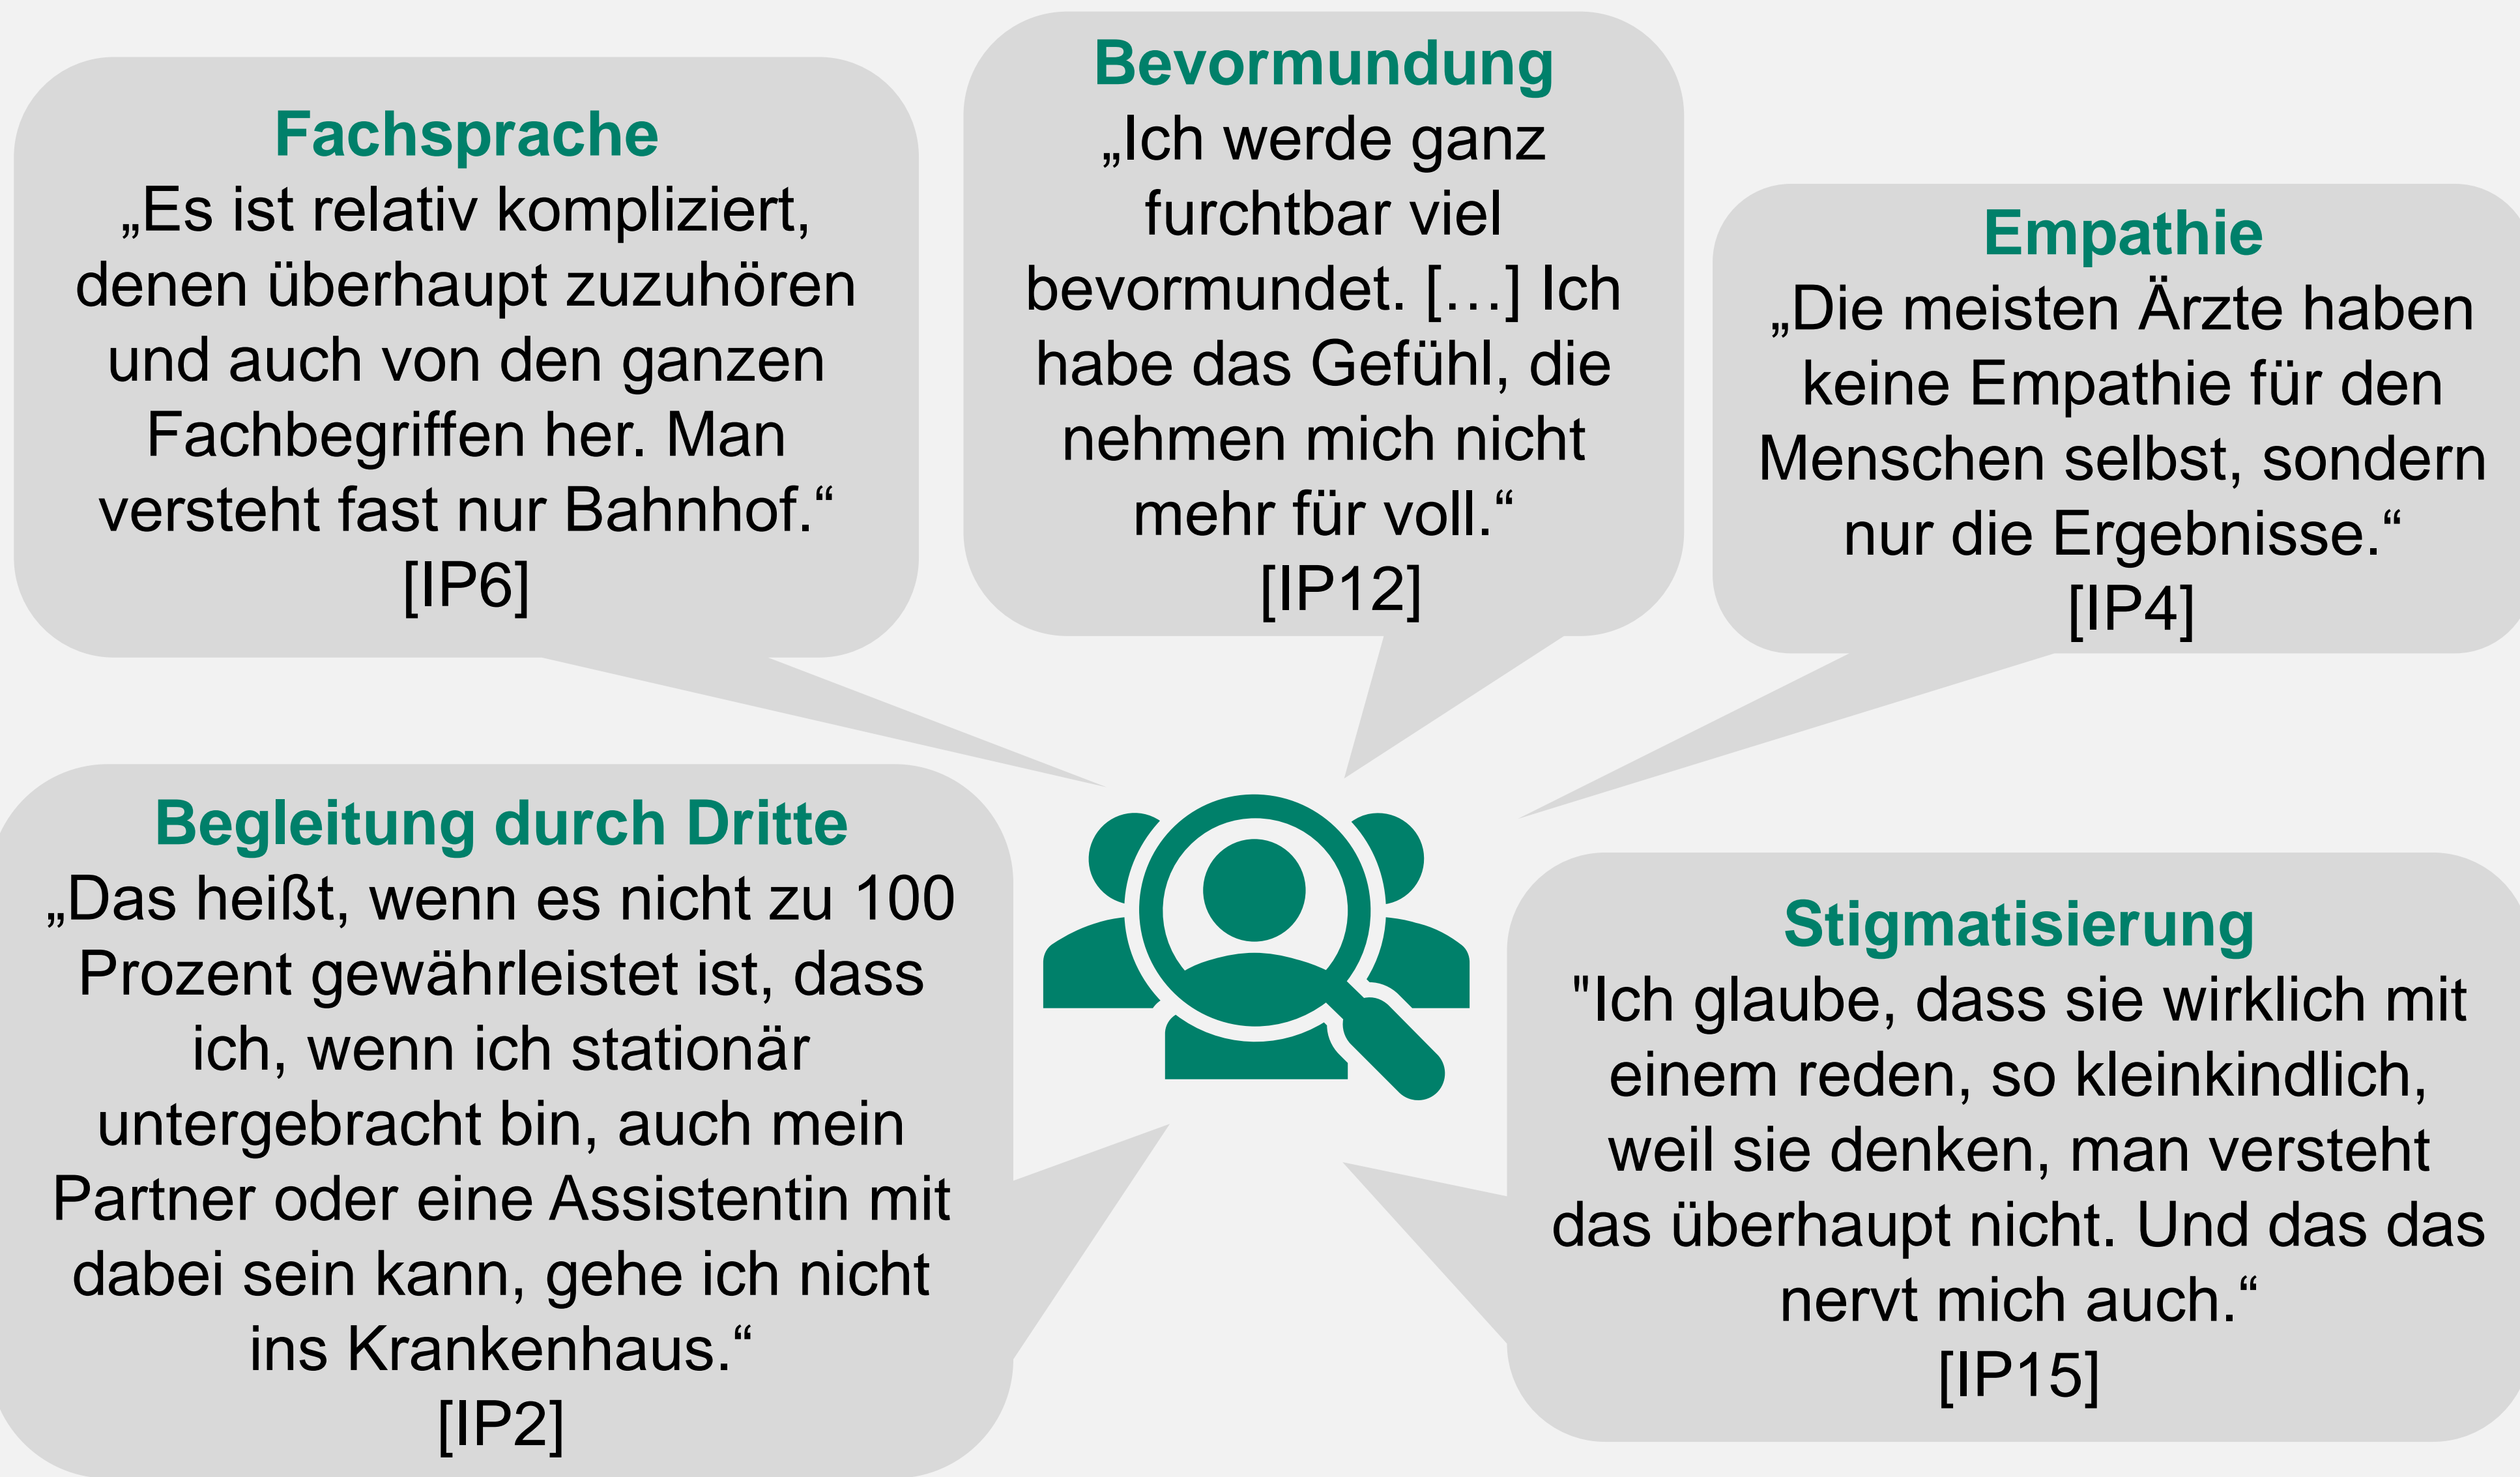 Fachsprache
„Es ist relativ kompliziert,
denen überhaupt zuzuhören
und auch von den ganzen
Fachbegriffen her. Man
versteht fast nur Bahnhof.“
[IP6]
Bevormundung
„Ich werde ganz
furchtbar viel
bevormundet. […] Ich
habe das Gefühl, die
nehmen mich nicht
mehr für voll.“
[IP12]
Empathie
„Die meisten Ärzte haben
keine Empathie für den
Menschen selbst, sondern
nur die Ergebnisse.“
[IP4]
Begleitung durch Dritte
„Das heißt, wenn es nicht zu 100
Prozent gewährleistet ist, dass
ich, wenn ich stationär
untergebracht bin, auch mein
Partner oder eine Assistentin mit
dabei sein kann, gehe ich nicht
ins Krankenhaus.“
[IP2]
Stigmatisierung
"Ich glaube, dass sie wirklich mit
einem reden, so kleinkindlich,
weil sie denken, man versteht
das überhaupt nicht. Und das das
nervt mich auch.“
[IP15]